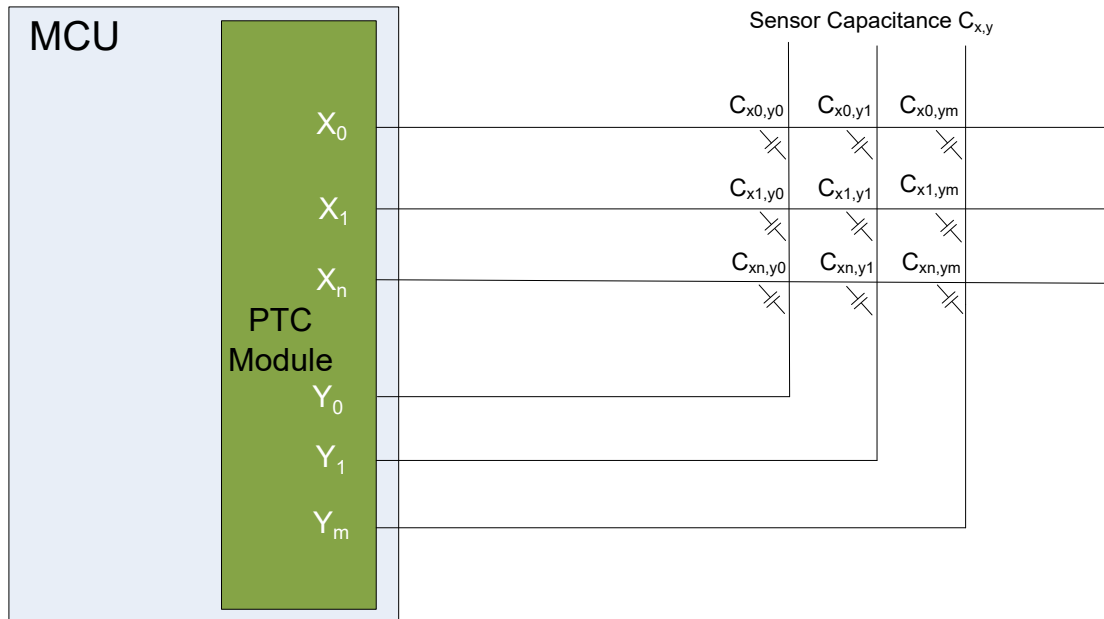 MCU
Sensor Capacitance Cx,y
X0
Cx0,y0 Cx0,y1 Cx0,ym
X1
Cx1,y0 Cx1,y1 Cx1,ym
Xn
Cxn,y0 Cxn,y1 Cxn,ym
PTC
Module
Y0
Y1
Ym